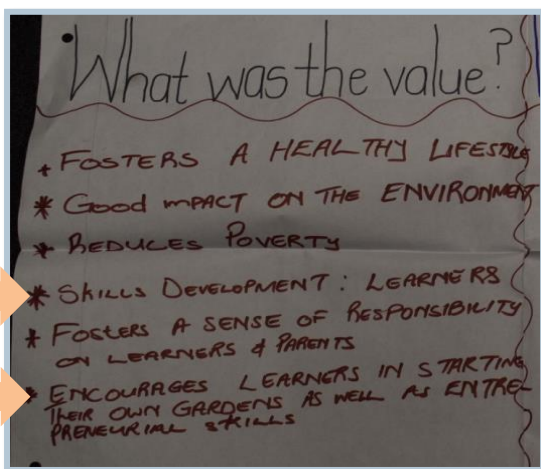 What was the value?
* FOSTERS A HEALTHY LIFESTYLE
* Good mPACT ON THE ENVIRONMENT
* REDUCES POVERTY
* SKILLS DEVELOPMENT : LEARNERS
* FOSTERS A SENSE OF RESPONSIBILITY
ON LEARNERS & PARENTS
* ENCOURAGES LEARNERS IN STARTING
THEIR OWN GARDENS AS WELL AS ENTRE-
PRENEURIAL SKILLS